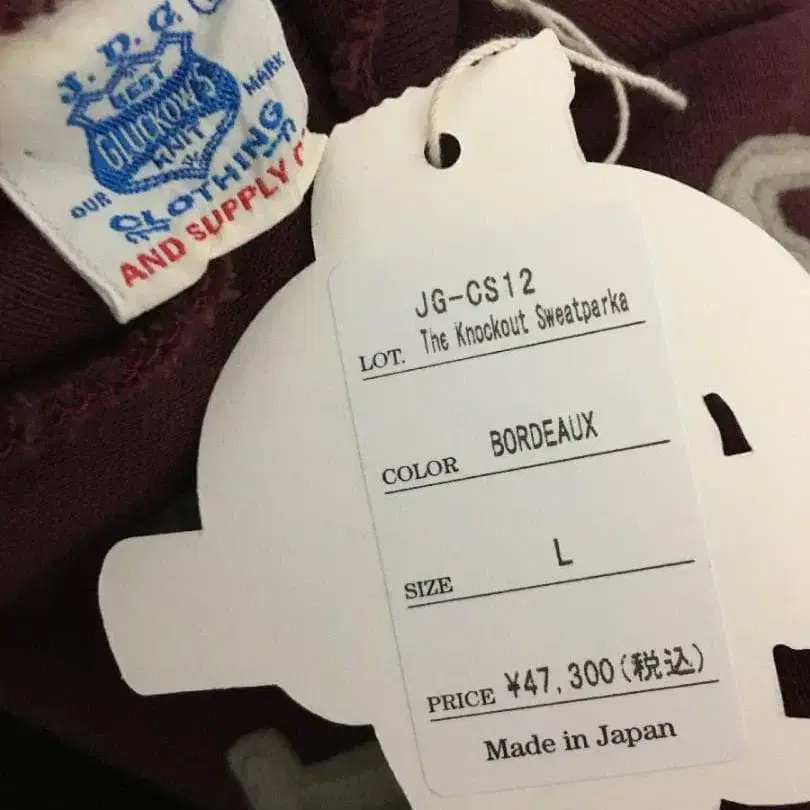 J.D.G
BEST
GLUCKOW'S
KNIT
OUR
MARK
CLOTHING
AND SUPPLY
JG-CS12
LOT. The Knockout Sweatparka
COLOR BORDEAUX
SIZE L
PRICE ¥47,300(税込)
Made in Japan